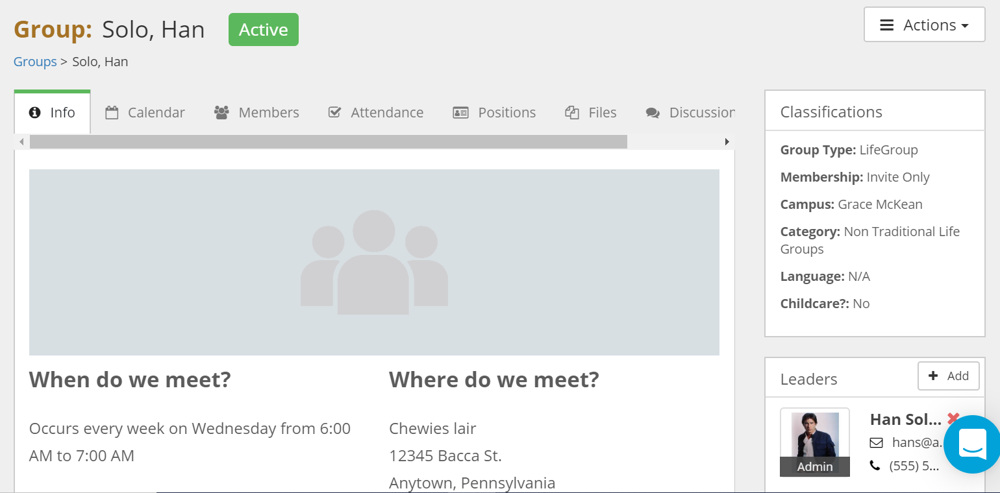 Group: Solo, Han Active
Actions
Groups > Solo, Han
Info Calendar Members Attendance Positions Files Discussion
Classifications
Group Type: LifeGroup
Membership: Invite Only
Campus: Grace McKean
Category: Non Traditional Life
Groups
Language: N/A
Childcare?: No
When do we meet?
Occurs every week on Wednesday from 6:00
AM to 7:00 AM
Where do we meet?
Chewies lair
12345 Bacca St.
Anytown, Pennsylvania
Leaders
Add
Han Sol...
hans@a.
(555) 5...
Admin